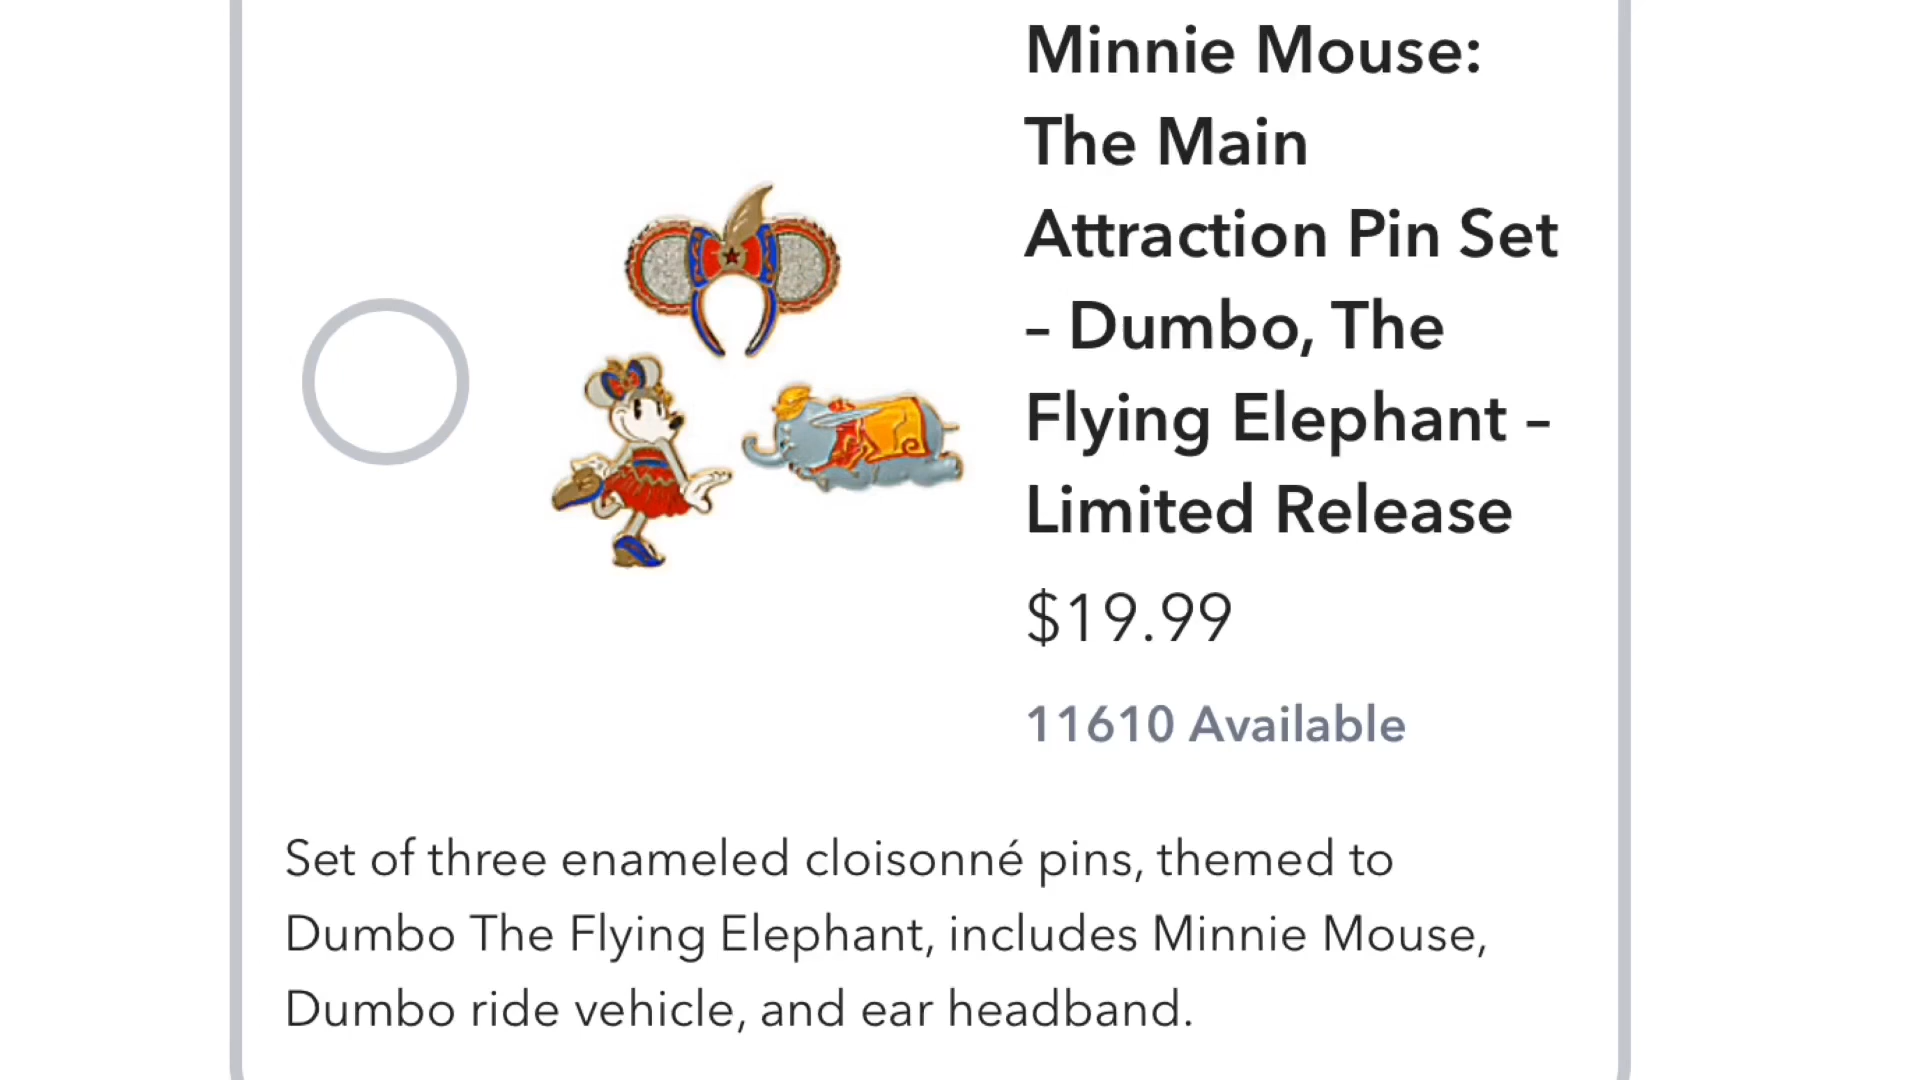 Minnie Mouse:
The Main
Attraction Pin Set
– Dumbo, The
Flying Elephant –
Limited Release
$19.99
11610 Available
Set of three enameled cloisonné pins, themed to
Dumbo The Flying Elephant, includes Minnie Mouse,
Dumbo ride vehicle, and ear headband.